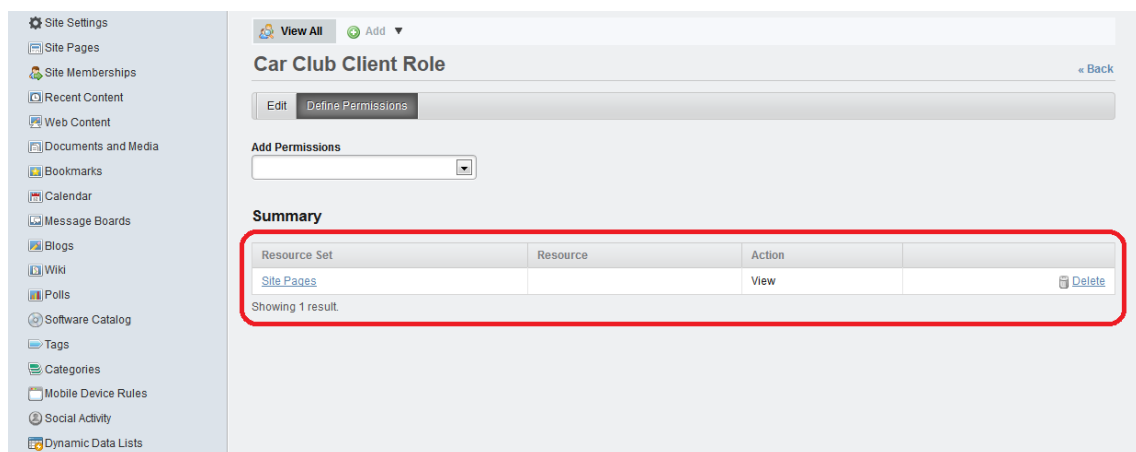 Site Settings
Site Pages
Site Memberships
Recent Content
Web Content
Documents and Media
Bookmarks
Calendar
Message Boards
Blogs
Wiki
Polls
Software Catalog
Tags
Categories
Mobile Device Rules
Social Activity
Dynamic Data Lists
View All Add ▼
Car Club Client Role
« Back
Edit Define Permissions
Add Permissions
Summary
Resource Set Resource Action
Site Pages View Delete
Showing 1 result.